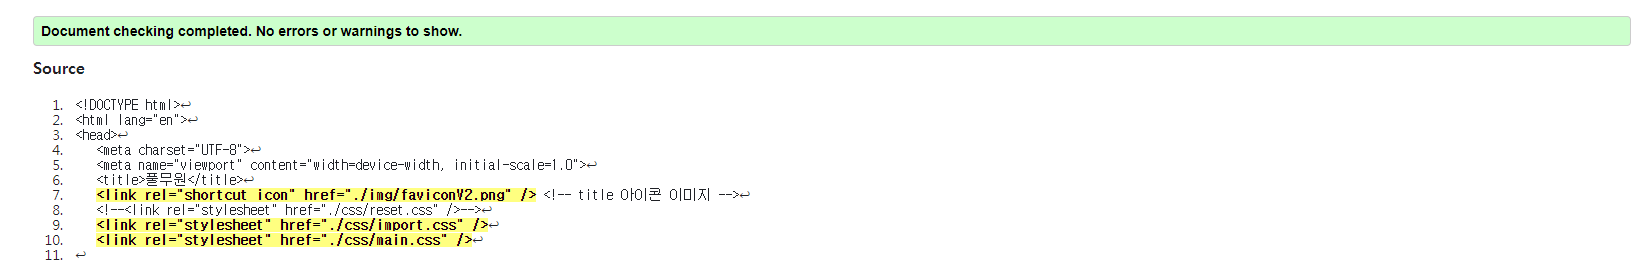 Document checking completed. No errors or warnings to show.
Source
1. <!DOCTYPE html>↩
2. <html lang="en">↩
3. <head>↩
4. <meta charset="UTF-8">↩
5. <meta name="viewport" content="width=device-width, initial-scale=1.0">↩
6. <title>풀무원</title>↩
7. <link rel="shortcut icon" href="./img/faviconV2.png" /> <!-- title 아이콘 이미지 -->↩
8. <!--<link rel="stylesheet" href="./css/reset.css" />-->↩
9. <link rel="stylesheet" href="./css/import.css" />↩
10. <link rel="stylesheet" href="./css/main.css" />↩
11. ↩